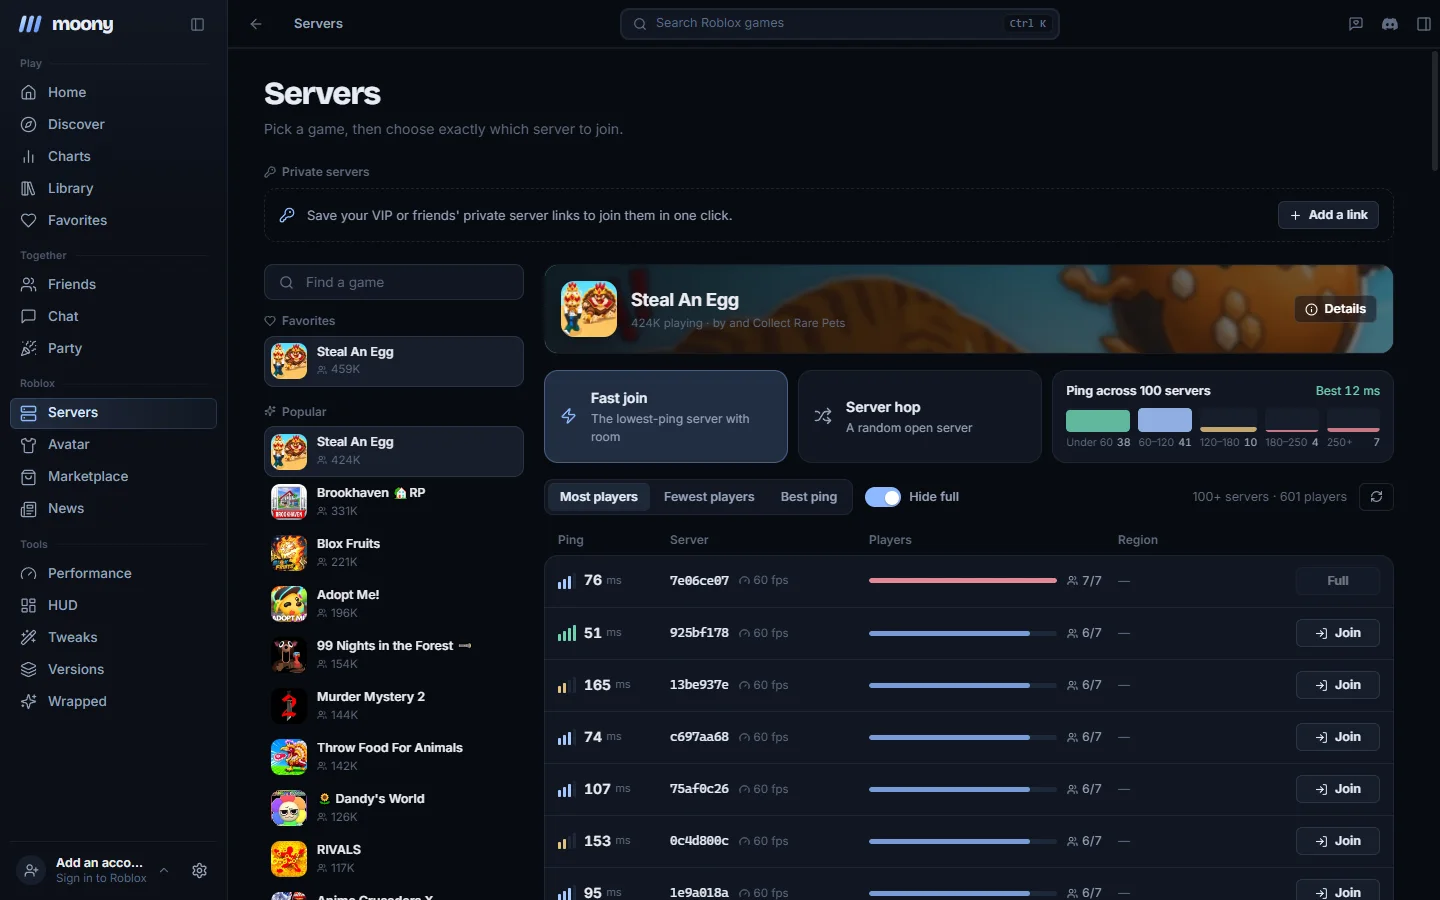 moony
Servers
Search Roblox games
Ctrl K
Play
Home
Discover
Charts
Library
Favorites
Together
Friends
Chat
Party
Roblox
Servers
Avatar
Marketplace
News
Tools
Performance
HUD
Tweaks
Versions
Wrapped
Add an acco...
Sign in to Roblox
Servers
Pick a game, then choose exactly which server to join.
Private servers
Save your VIP or friends' private server links to join them in one click.
Add a link
Find a game
Favorites
Steal An Egg
459K
Popular
Steal An Egg
424K
Brookhaven 🏡 RP
331K
Blox Fruits
221K
Adopt Me!
196K
99 Nights in the Forest
154K
Murder Mystery 2
144K
Throw Food For Animals
142K
🌻 Dandy's World
126K
RIVALS
117K
Anime Crusaders X
Steal An Egg
424K playing · by and Collect Rare Pets
Details
Fast join
The lowest-ping server with
room
Server hop
A random open server
Ping across 100 servers
Best 12 ms
Under 60 38
60–120 41
120–180 10
180–250 4
250+ 7
Most players
Fewest players
Best ping
Hide full
100+ servers · 601 players
Ping Server Players Region
76 ms 7e06ce07 60 fps 7/7 — Full
51 ms 925bf178 60 fps 6/7 — Join
165 ms 13be937e 60 fps 6/7 — Join
74 ms c697aa68 60 fps 6/7 — Join
107 ms 75af0c26 60 fps 6/7 — Join
153 ms 0c4d800c 60 fps 6/7 — Join
95 ms 1e9a018a 60 fps 6/7 — Join